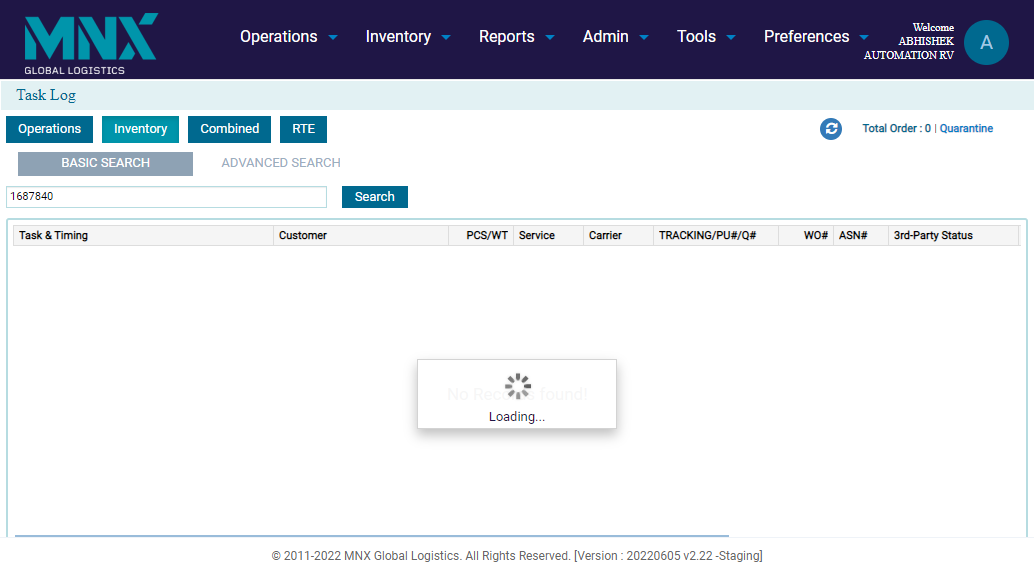 MNX
GLOBAL LOGISTICS
Operations Inventory Reports Admin Tools Preferences
Welcome
ABHISHEK
AUTOMATION RV
A
Task Log
Operations Inventory Combined RTE
Total Order : 0 | Quarantine
BASIC SEARCH ADVANCED SEARCH
1687840 Search
Task & Timing Customer PCS/WT Service Carrier TRACKING/PU#/Q# WO# ASN# 3rd-Party Status
No Records found!
Loading...
© 2011-2022 MNX Global Logistics. All Rights Reserved. [Version : 20220605 v2.22 -Staging]